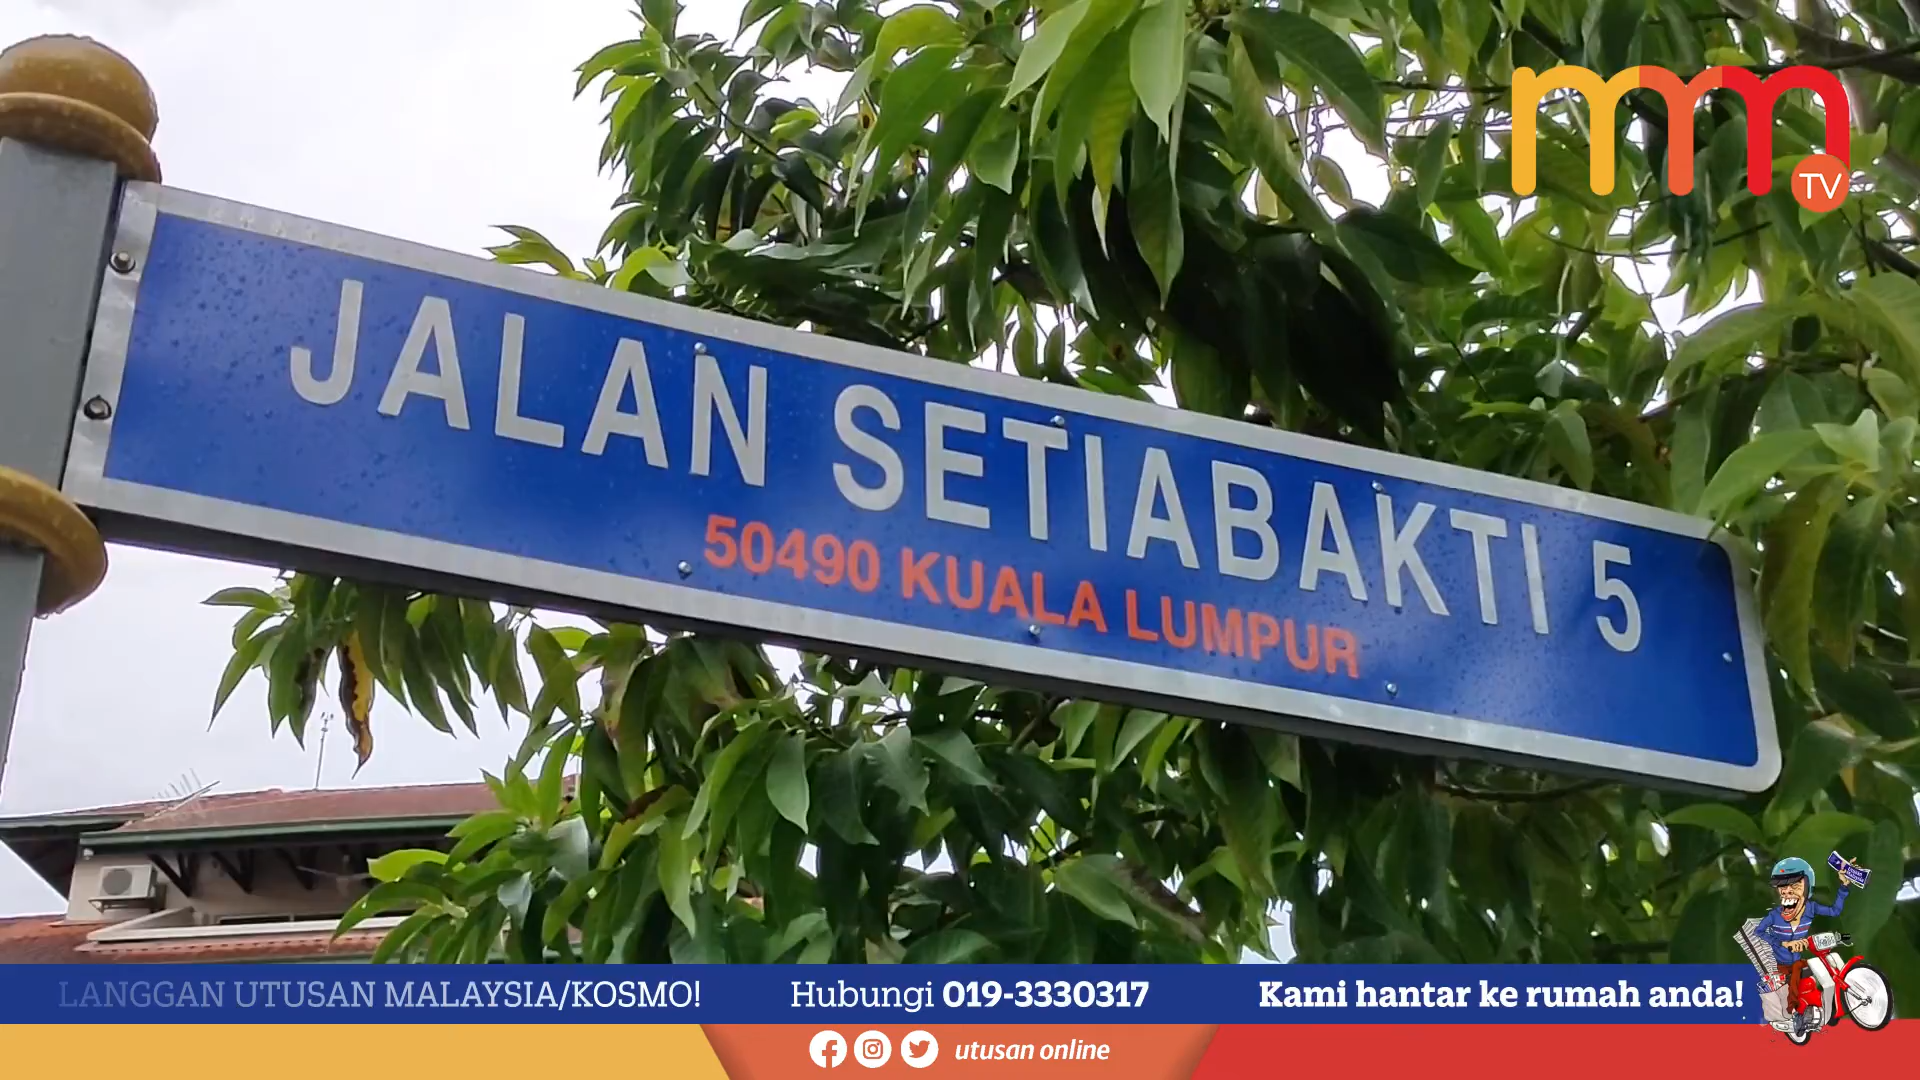 mm
TV
JALAN SETIABAKTI 5
50490 KUALA LUMPUR
LANGGAN UTUSAN MALAYSIA/KOSMO! Hubungi 019-3330317 Kami hantar ke rumah anda!
utusan online